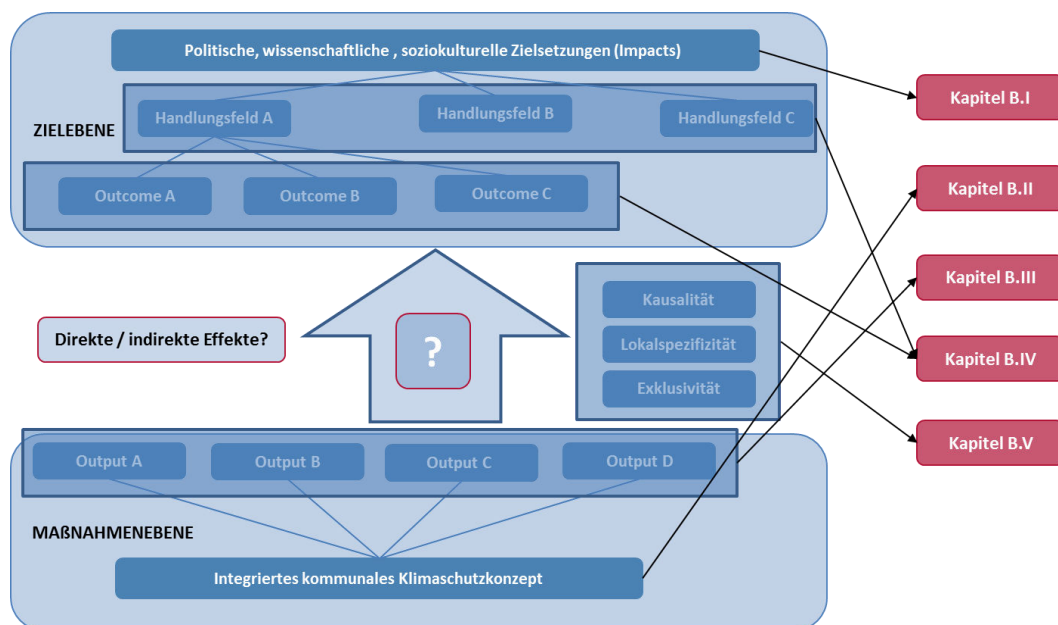 Politische, wissenschaftliche , soziokulturelle Zielsetzungen (Impacts)
Handlungsfeld A
Handlungsfeld B
Handlungsfeld C
ZIELEBENE
Outcome A
Outcome B
Outcome C
Direkte / indirekte Effekte?
?
Kausalität
Lokalspezifizität
Exklusivität
Output A
Output B
Output C
Output D
MAßNAHMENEBENE
Integriertes kommunales Klimaschutzkonzept
Kapitel B.I
Kapitel B.II
Kapitel B.III
Kapitel B.IV
Kapitel B.V